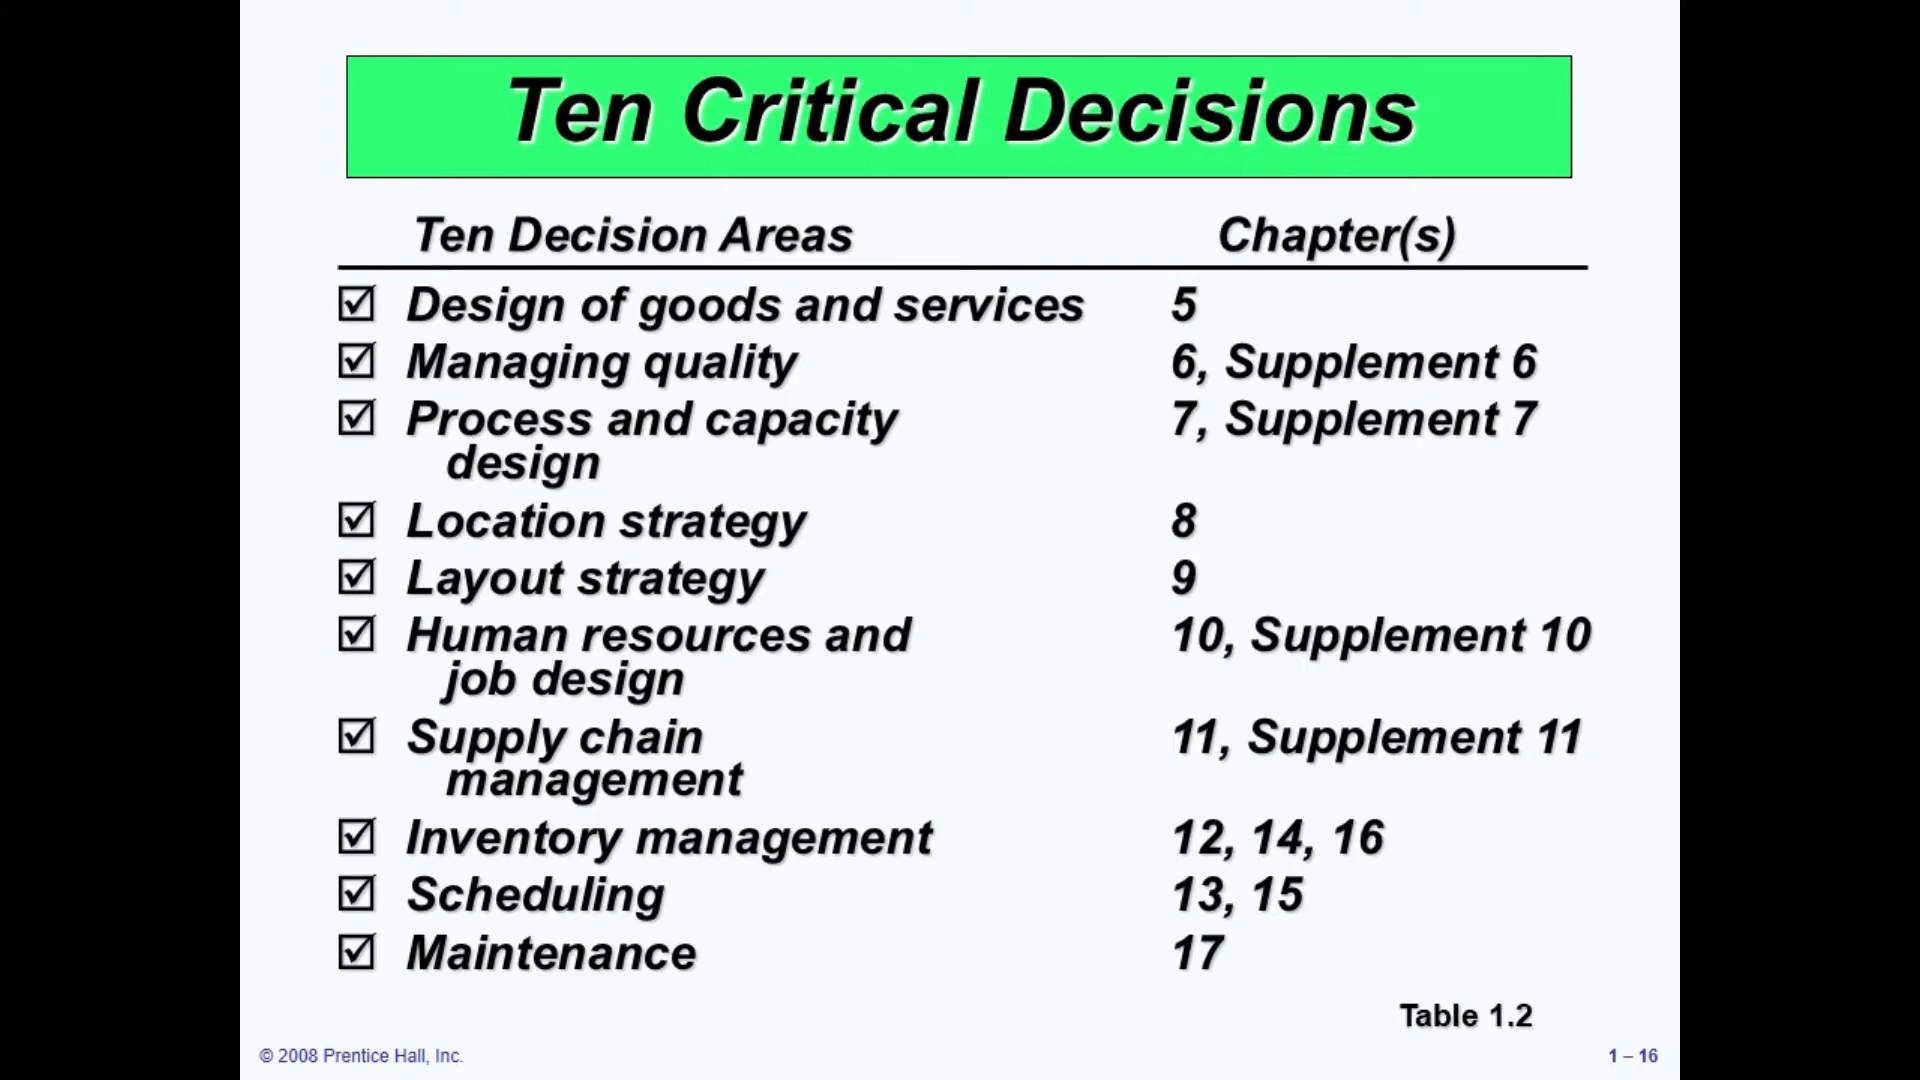 Ten Critical Decisions
Ten Decision Areas Chapter(s)
Design of goods and services 5
Managing quality 6, Supplement 6
Process and capacity 7, Supplement 7
design
Location strategy 8
Layout strategy 9
Human resources and 10, Supplement 10
job design
Supply chain 11, Supplement 11
management
Inventory management 12, 14, 16
Scheduling 13, 15
Maintenance 17
Table 1.2
© 2008 Prentice Hall, Inc. 1 – 16